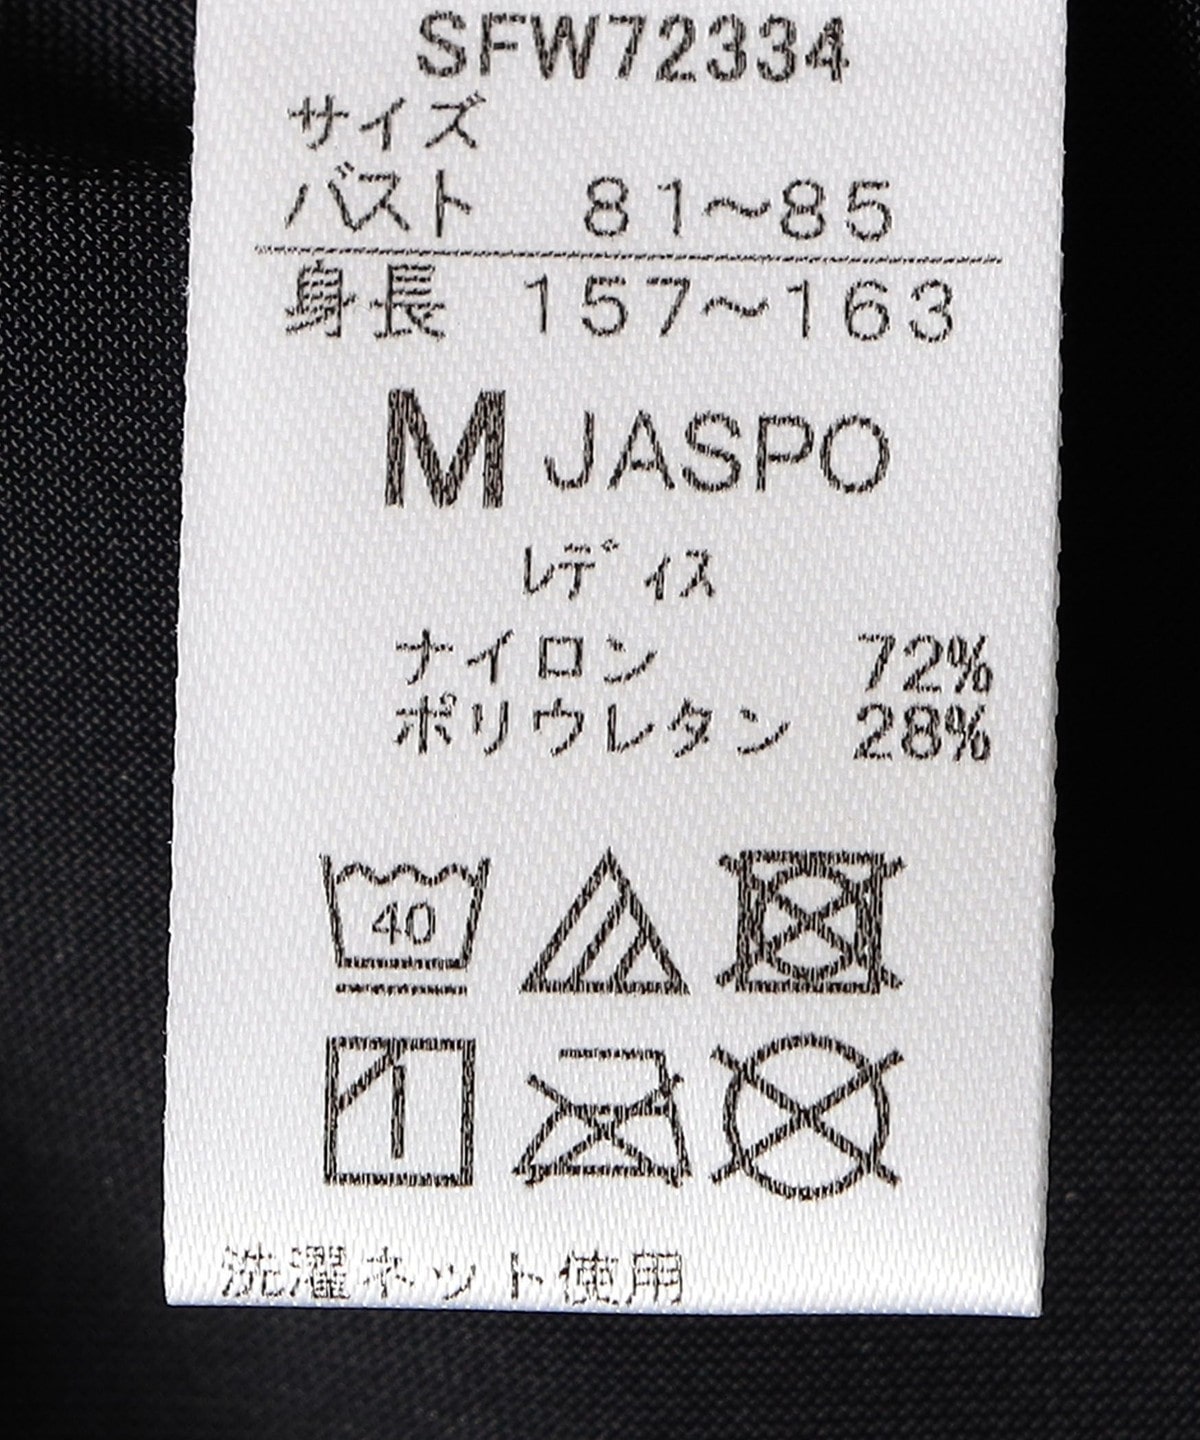 SFW72334
サイズ
バスト 81〜85
身長 157〜163
M JASPO
レディス
ナイロン 72%
ポリウレタン 28%
40
洗濯ネット使用